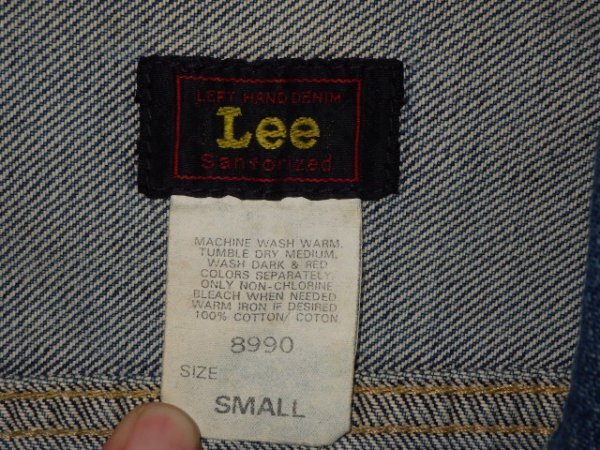 LEFT HAND DENIM
Lee
Sanforized
MACHINE WASH WARM.
TUMBLE DRY MEDIUM.
WASH DARK & RED
COLORS SEPARATELY.
ONLY NON-CHLORINE
BLEACH WHEN NEEDED
WARM IRON IF DESIRED
100% COTTON/ COTON
8990
SIZE
SMALL